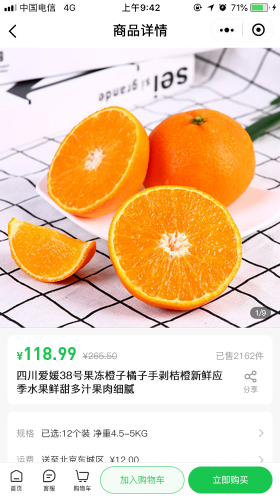 中国电信 4G 上午9:42 71%
商品详情
sel
si grande
1/9
¥118.99 ¥265.50 已售2162件
四川爱媛38号果冻橙子橘子手剥桔橙新鲜应
季水果鲜甜多汁果肉细腻
分享
规格 已选:12个装 净重4.5-5KG
运费 送至北京东城区 ¥12.00
首页 客服 购物车 加入购物车 立即购买